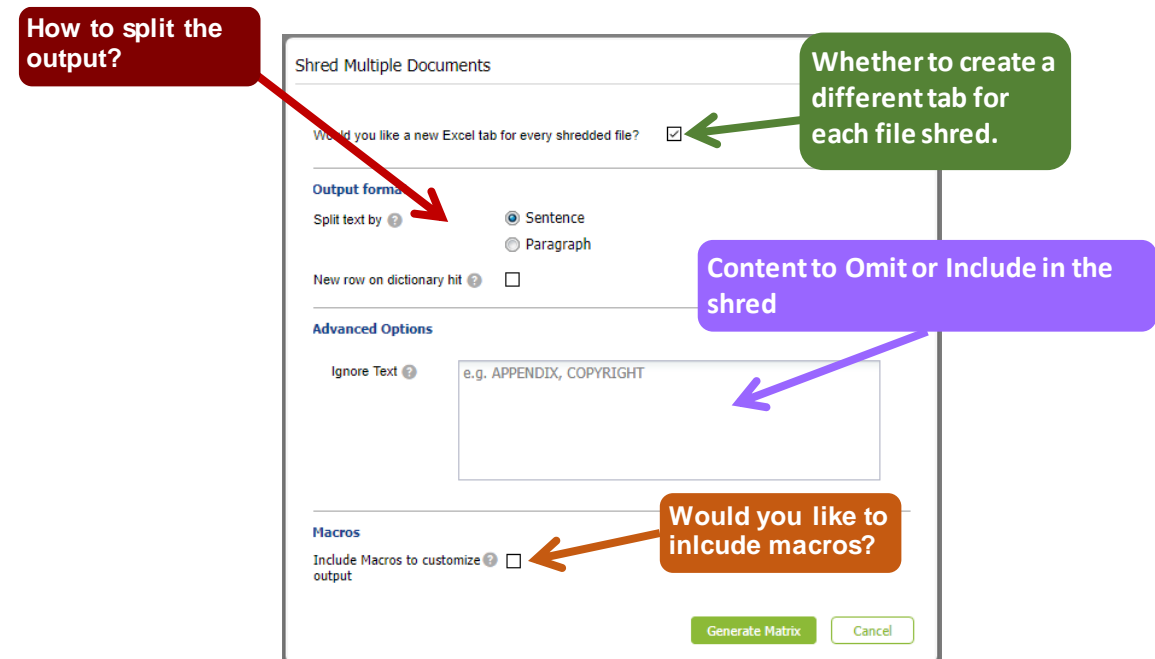 How to split the
output?
Shred Multiple Documents
Whether to create a
different tab for
each file shred.
Would you like a new Excel tab for every shredded file?
Output forma
Split text by
Sentence
Paragraph
New row on dictionary hit
Content to Omit or Include in the
shred
Advanced Options
Ignore Text
e.g. APPENDIX, COPYRIGHT
Would you like to
inlcude macros?
Macros
Include Macros to customize
output
Generate Matrix
Cancel